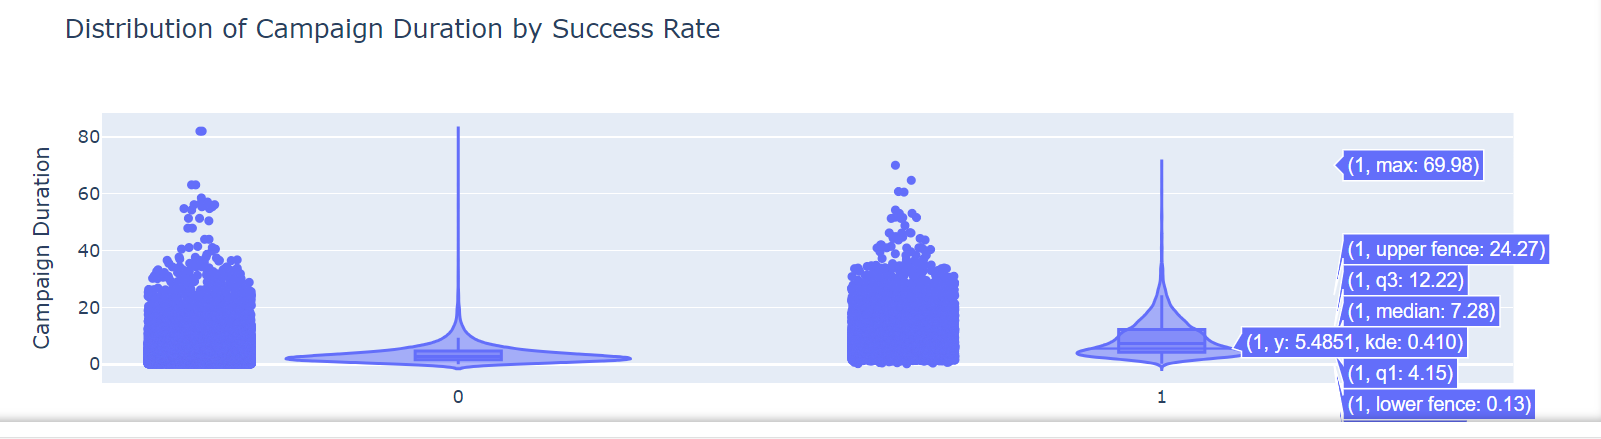 Distribution of Campaign Duration by Success Rate
Campaign Duration
80
60
40
20
0
0
1
(1, max: 69.98)
(1, upper fence: 24.27)
(1, q3: 12.22)
(1, median: 7.28)
(1, y: 5.4851, kde: 0.410)
(1, q1: 4.15)
(1, lower fence: 0.13)